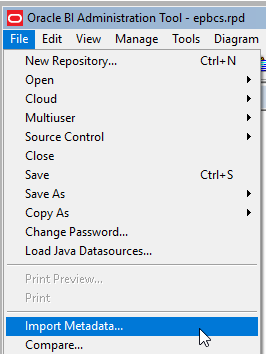 Oracle BI Administration Tool - epbcs.rpd
File Edit View Manage Tools Diagram
New Repository... Ctrl+N
Open
Cloud
Multiuser
Source Control
Close
Save Ctrl+S
Save As
Copy As
Change Password...
Load Java Datasources...
Print Preview...
Print
Import Metadata...
Compare...